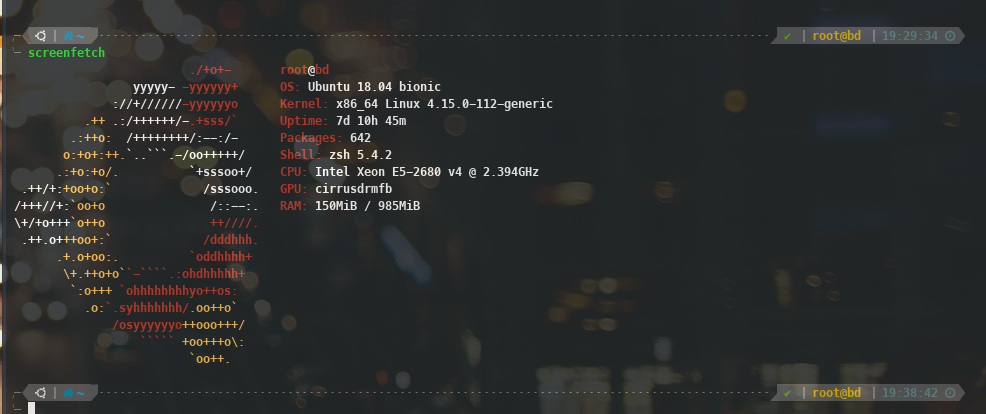 ~ ✔ | root@bd | 19:29:34
screenfetch
./+o+-       root@bd
yyyyy- -yyyyyy+      OS: Ubuntu 18.04 bionic
://+//////-yyyyyyo      Kernel: x86_64 Linux 4.15.0-112-generic
.++ .:/++++++/-.+sss/`      Uptime: 7d 10h 45m
.:++o:  /++++++++/:--:/-      Packages: 642
o:+o+:++.`..```.-/oo+++++/      Shell: zsh 5.4.2
.:+o:+o/.          `+sssoo+/      CPU: Intel Xeon E5-2680 v4 @ 2.394GHz
.++/+:+oo+o:`             /sssooo.      GPU: cirrusdrmfb
/+++//+:`oo+o               /::--:.      RAM: 150MiB / 985MiB
\+/+o+++`o++o               ++////.
.++.o+++oo+:`             /dddhhh.
.+.o+oo:.          `oddhhhh+
\+.++o+o``-````.:ohdhhhhh+
`:o+++ `ohhhhhhhhyo++os:
.o:`.syhhhhhhh/.oo++o`
/osyyyyyyo++ooo+++/
````` +oo+++o\:
`oo++.
~ ✔ | root@bd | 19:38:42